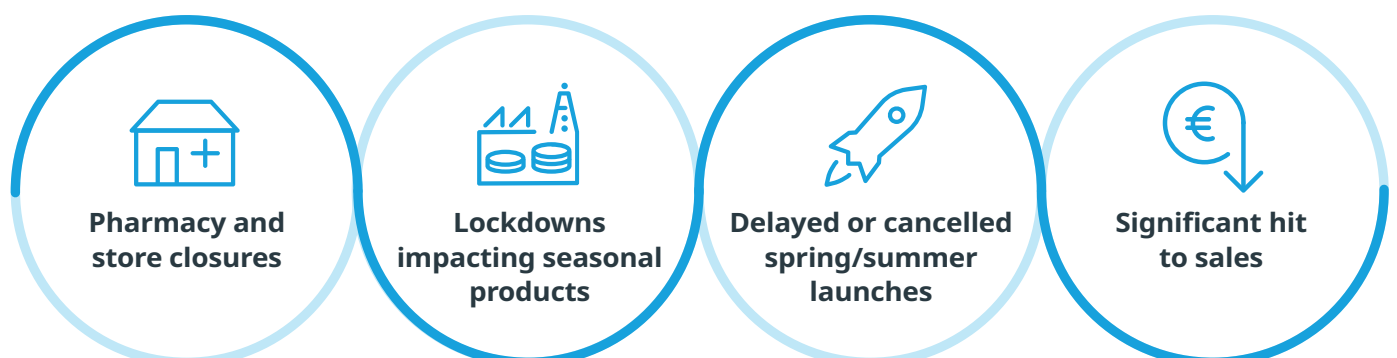 Pharmacy and
store closures
Lockdowns
impacting seasonal
products
Delayed or cancelled
spring/summer
launches
€
Significant hit
to sales